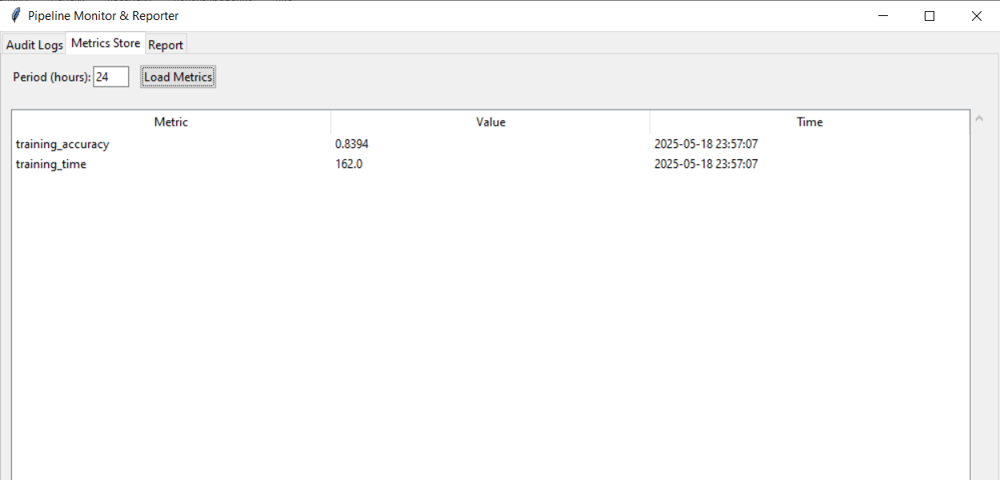 Pipeline Monitor & Reporter
Audit Logs Metrics Store Report
Period (hours): 24 Load Metrics
Metric Value Time
training_accuracy 0.8394 2025-05-18 23:57:07
training_time 162.0 2025-05-18 23:57:07